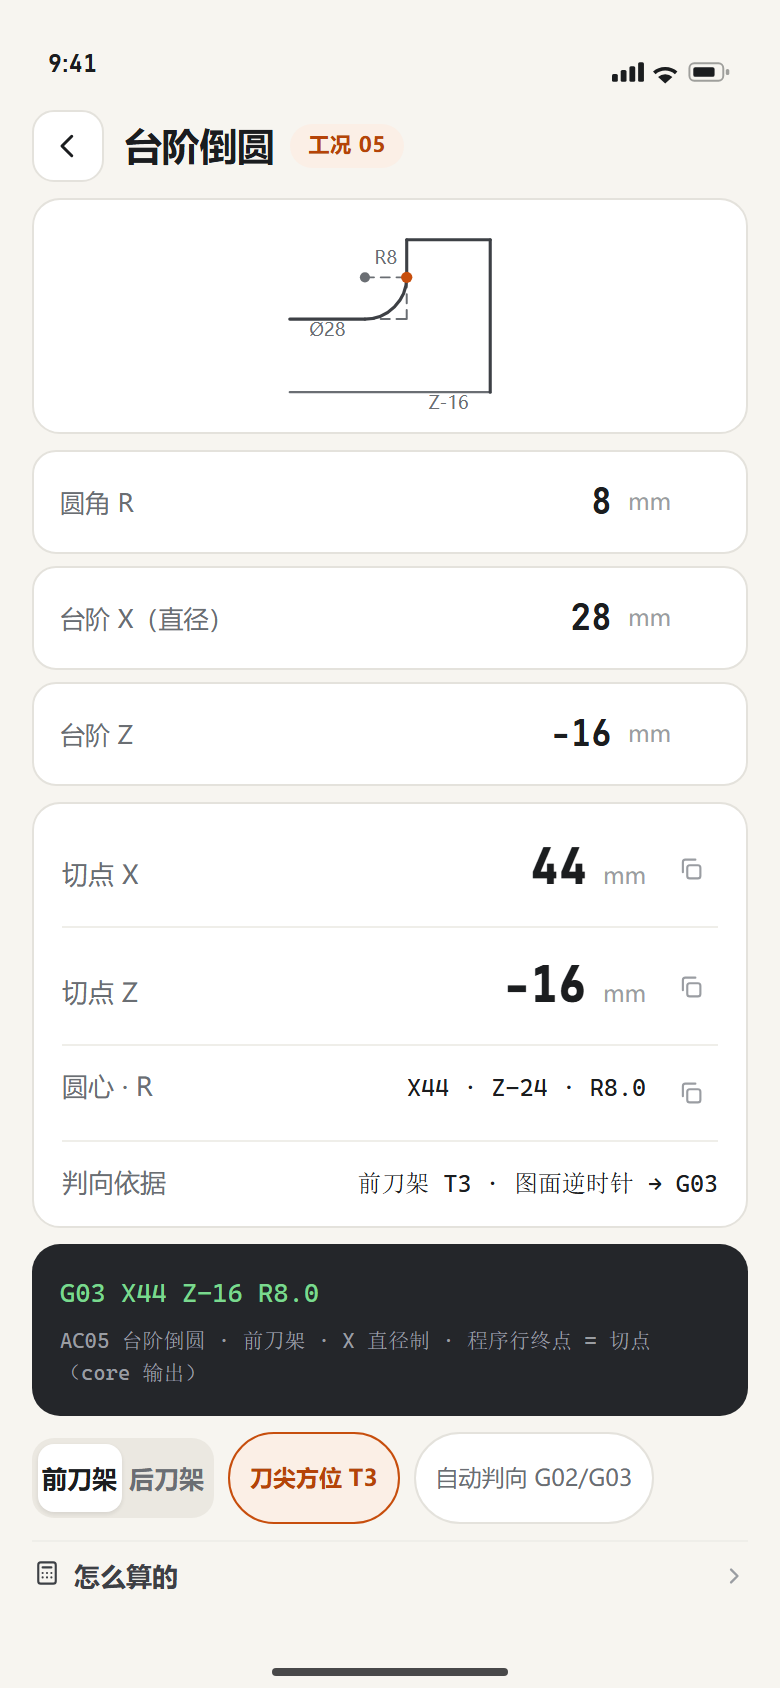 9:41
台阶倒圆 工况 05
R8
Ø28
Z-16
圆角 R 8 mm
台阶 X（直径） 28 mm
台阶 Z -16 mm
切点 X 44 mm
切点 Z -16 mm
圆心 · R X44 · Z-24 · R8.0
判向依据 前刀架 T3 · 图面逆时针 → G03
G03 X44 Z-16 R8.0
AC05 台阶倒圆 · 前刀架 · X 直径制 · 程序行终点 = 切点
（core 输出）
前刀架 后刀架 刀尖方位 T3 自动判向 G02/G03
怎么算的